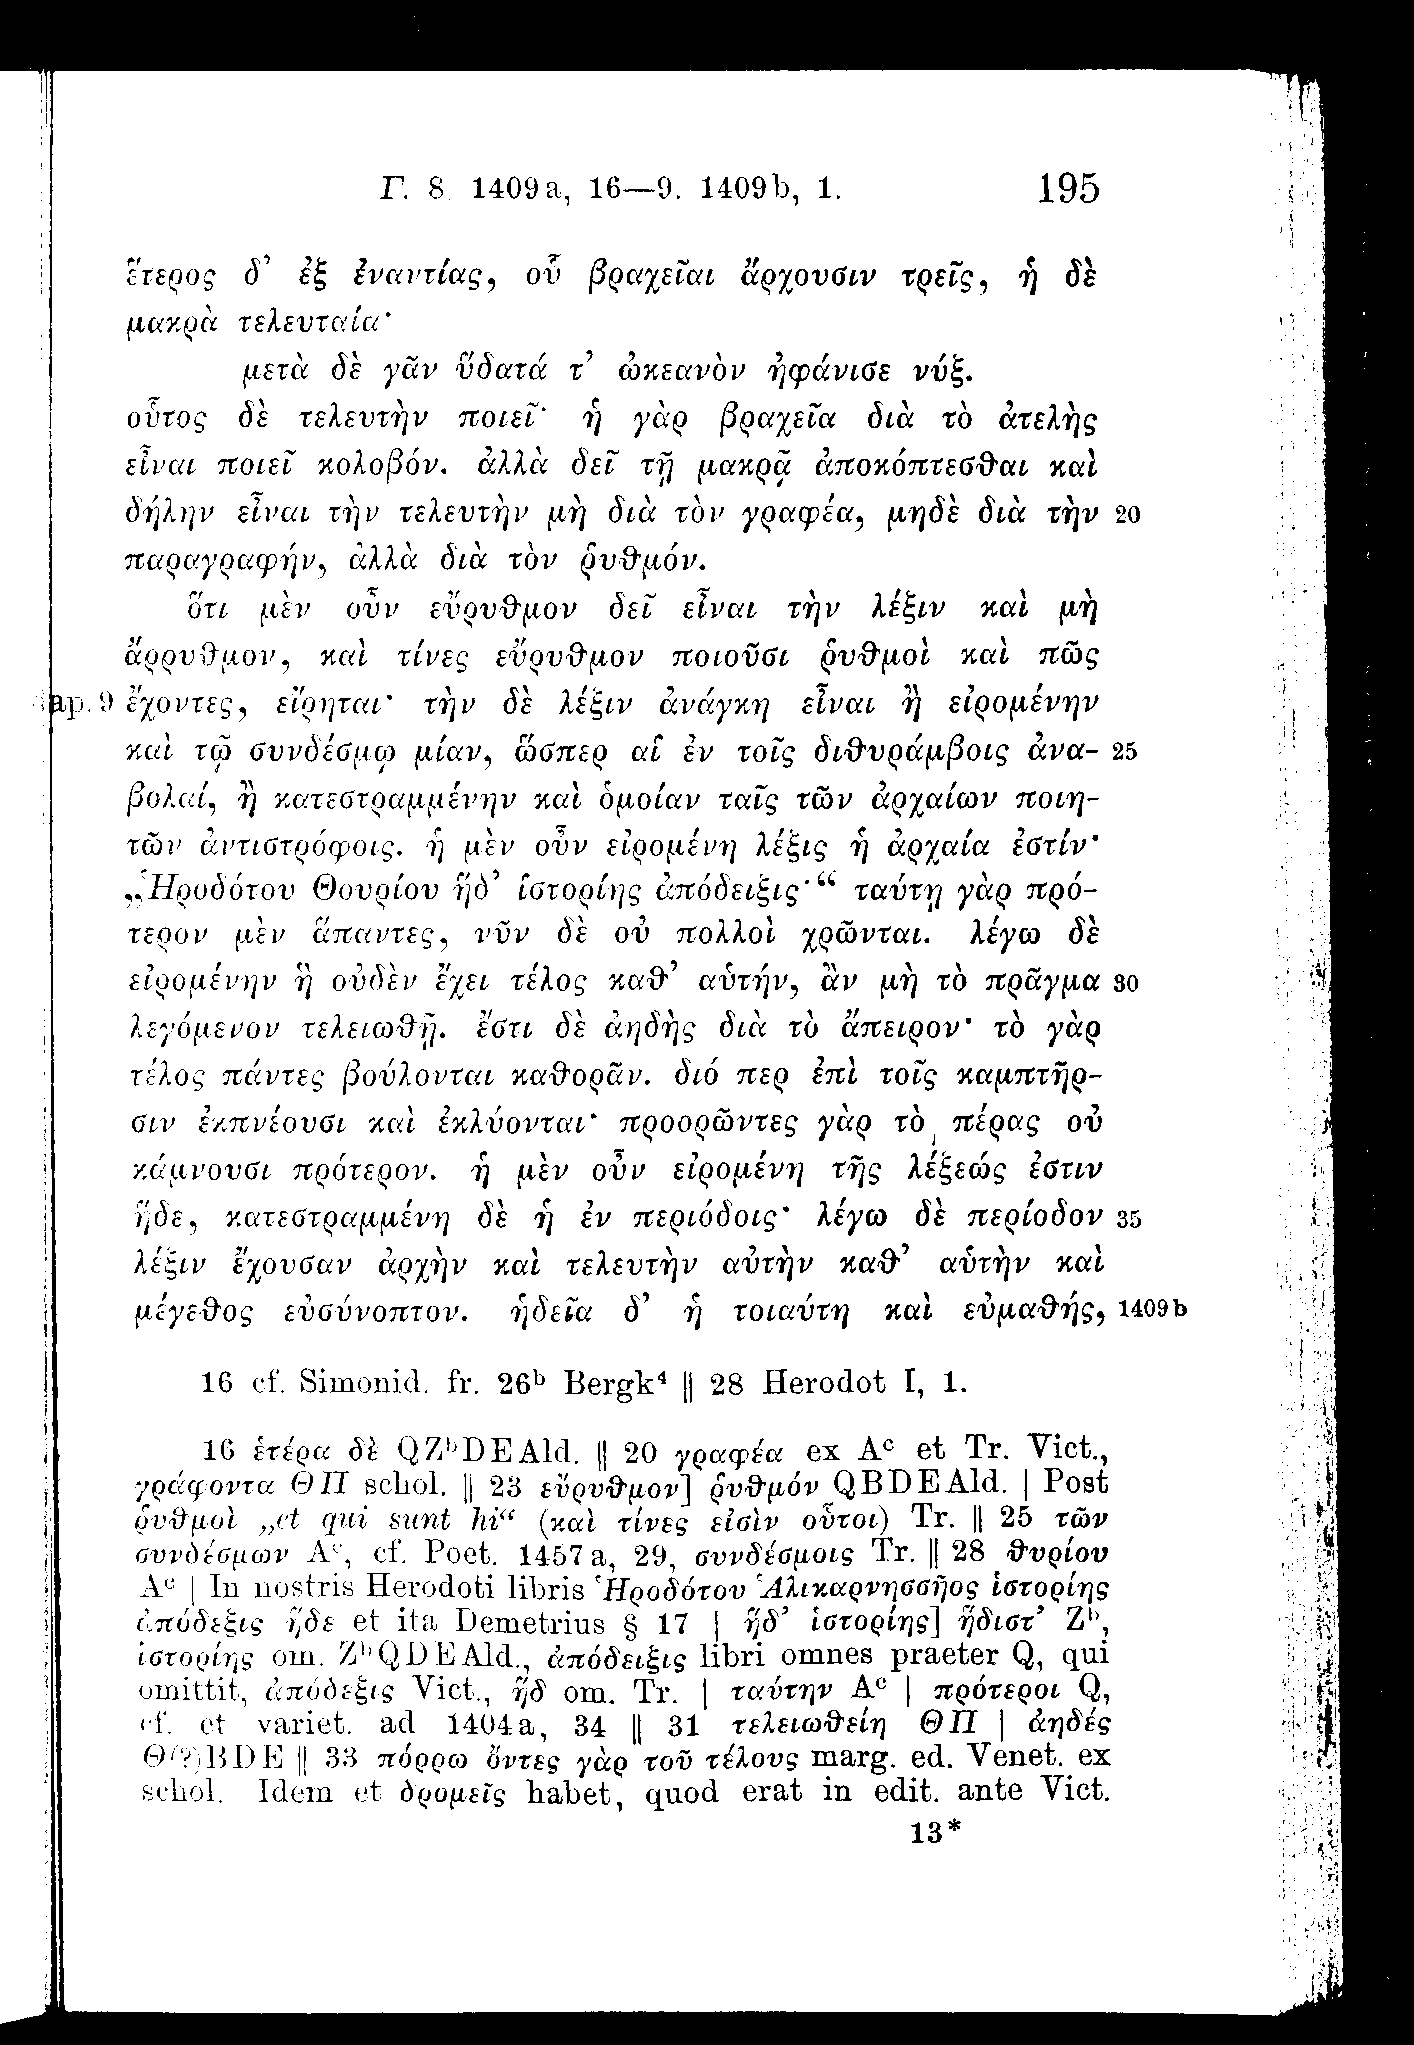 Γ. 8. 1409a, 16—9. 1409b, 1. 195
ἕτερος δ’ ἐξ ἐναντίας, οὗ βραχεῖαι ἄρχουσιν τρεῖς, ἡ δὲ
μακρὰ τελευταία·
μετὰ δὲ γᾶν ὕδατά τ’ ὠκεανὸν ἠφάνισε νύξ.
οὗτος δὲ τελευτὴν ποιεῖ· ἡ γὰρ βραχεῖα διὰ τὸ ἀτελὴς
εἶναι ποιεῖ κολοβόν. ἀλλὰ δεῖ τῇ μακρᾷ ἀποκόπτεσθαι καὶ
δήλην εἶναι τὴν τελευτὴν μὴ διὰ τὸν γραφέα, μηδὲ διὰ τὴν 20
παραγραφήν, ἀλλὰ διὰ τὸν ῥυθμόν.
ὅτι μὲν οὖν εὔρυθμον δεῖ εἶναι τὴν λέξιν καὶ μὴ
ἄρρυθμον, καὶ τίνες εὔρυθμον ποιοῦσι ῥυθμοὶ καὶ πῶς
ap. 9 ἔχοντες, εἴρηται· τὴν δὲ λέξιν ἀνάγκη εἶναι ἢ εἰρομένην
καὶ τῷ συνδέσμῳ μίαν, ὥσπερ αἱ ἐν τοῖς διθυράμβοις ἀνα- 25
βολαί, ἢ κατεστραμμένην καὶ ὁμοίαν ταῖς τῶν ἀρχαίων ποιη-
τῶν ἀντιστρόφοις. ἡ μὲν οὖν εἰρομένη λέξις ἡ ἀρχαία ἐστίν·
„Ἡροδότου Θουρίου ἥδ’ ἱστορίης ἀπόδειξις·“ ταύτῃ γὰρ πρό-
τερον μὲν ἅπαντες, νῦν δὲ οὐ πολλοὶ χρῶνται. λέγω δὲ
εἰρομένην ἣ οὐδὲν ἔχει τέλος καθ’ αὑτήν, ἂν μὴ τὸ πρᾶγμα 30
λεγόμενον τελειωθῇ. ἔστι δὲ ἀηδὴς διὰ τὸ ἄπειρον· τὸ γὰρ
τέλος πάντες βούλονται καθορᾶν. διό περ ἐπὶ τοῖς καμπτῆρ-
σιν ἐκπνέουσι καὶ ἐκλύονται· προορῶντες γὰρ τὸ πέρας οὐ
κάμνουσι πρότερον. ἡ μὲν οὖν εἰρομένη τῆς λέξεώς ἐστιν
ἥδε, κατεστραμμένη δὲ ἡ ἐν περιόδοις· λέγω δὲ περίοδον 35
λέξιν ἔχουσαν ἀρχὴν καὶ τελευτὴν αὐτὴν καθ’ αὑτὴν καὶ
μέγεθος εὐσύνοπτον. ἡδεῖα δ’ ἡ τοιαύτη καὶ εὐμαθής, 1409b
16 cf. Simonid. fr. 26ᵇ Bergk⁴ || 28 Herodot I, 1.
16 ἑτέρα δὲ QZᵇDEAld. || 20 γραφέα ex Aᶜ et Tr. Vict.,
γράφοντα ΘΠ schol. || 23 εὔρυθμον] ῥυθμόν QBDEAld. | Post
ῥυθμοὶ „et qui sunt hi“ (καὶ τίνες εἰσὶν οὗτοι) Tr. || 25 τῶν
συνδέσμων Aᶜ, cf. Poet. 1457a, 29, συνδέσμοις Tr. || 28 θυρίου
Aᶜ | In nostris Herodoti libris Ἡροδότου Ἁλικαρνησσῆος ἱστορίης
ἀπόδεξις ἥδε et ita Demetrius § 17 | ἥδ’ ἱστορίης] ἥδιστ’ Zᵇ,
ἱστορίης om. ZᵇQDEAld., ἀπόδειξις libri omnes praeter Q, qui
omittit, ἀπόδεξις Vict., ἥδ om. Tr. | ταύτην Aᶜ | πρότεροι Q,
cf. et variet. ad 1404a, 34 || 31 τελειωθείη ΘΠ | ἀηδές
Θ(?)BDE || 33 πόρρω ὄντες γὰρ τοῦ τέλους marg. ed. Venet. ex
schol. Idem et δρομεῖς habet, quod erat in edit. ante Vict.
13*